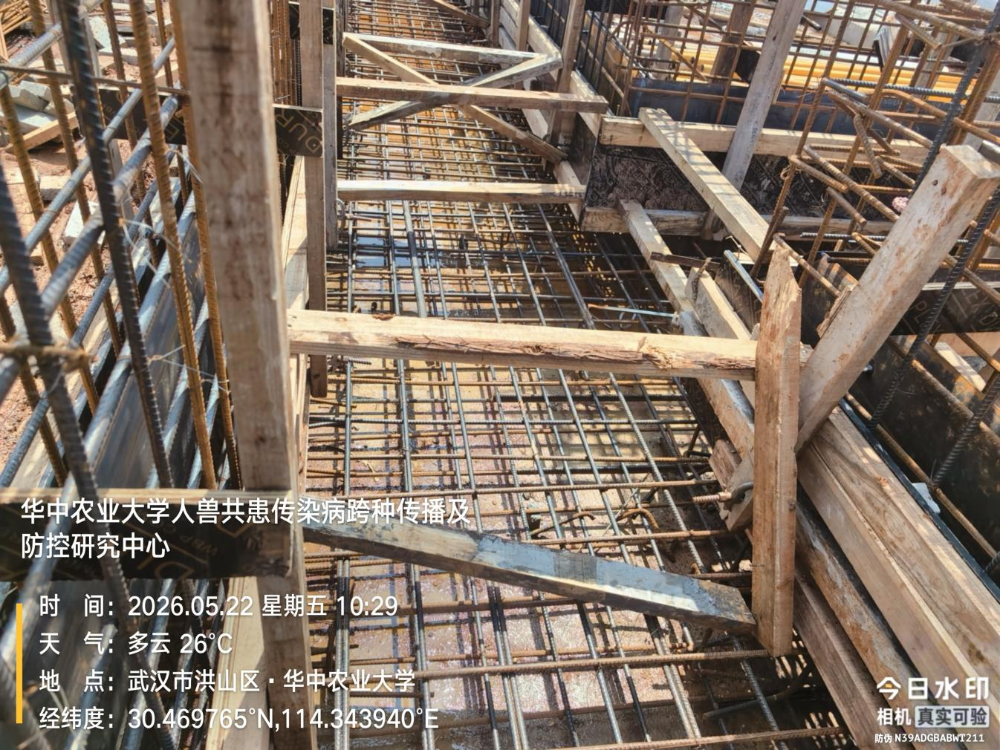 华中农业大学人兽共患传染病跨种传播及
防控研究中心
时 间：2026.05.22 星期五 10:29
天 气：多云 26°C
地 点：武汉市洪山区·华中农业大学
经纬度：30.469765°N,114.343940°E
今日水印
相机 真实可验
防伪 N39ADGBABWT211